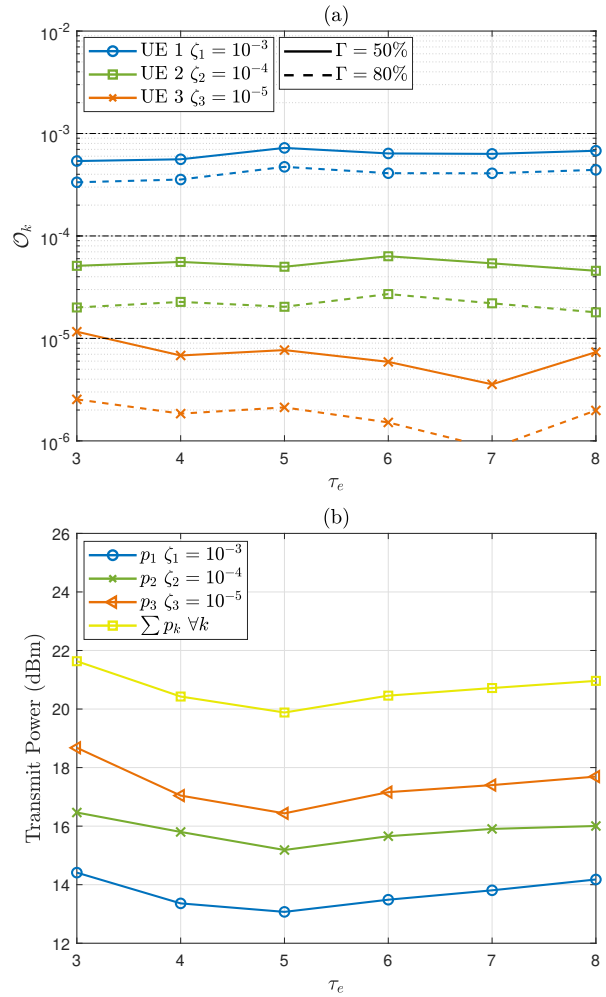 (a)
10⁻²
UE 1 ζ₁ = 10⁻³
Γ = 50%
UE 2 ζ₂ = 10⁻⁴
Γ = 80%
UE 3 ζ₃ = 10⁻⁵
10⁻³
𝒪ₖ
10⁻⁴
10⁻⁵
10⁻⁶
3 4 5 6 7 8
τₑ
(b)
26
p₁ ζ₁ = 10⁻³
p₂ ζ₂ = 10⁻⁴
24
p₃ ζ₃ = 10⁻⁵
∑ pₖ ∀k
22
Transmit Power (dBm)
20
18
16
14
12
3 4 5 6 7 8
τₑ